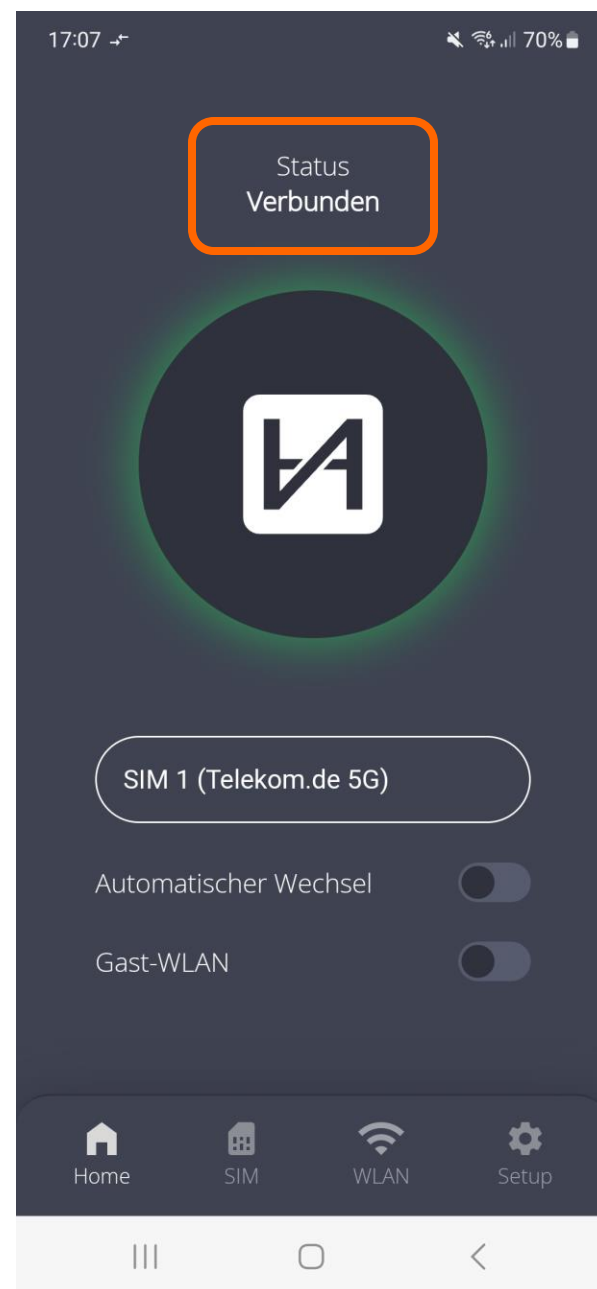 17:07 70%
Status
Verbunden
SIM 1 (Telekom.de 5G)
Automatischer Wechsel
Gast-WLAN
Home SIM WLAN Setup